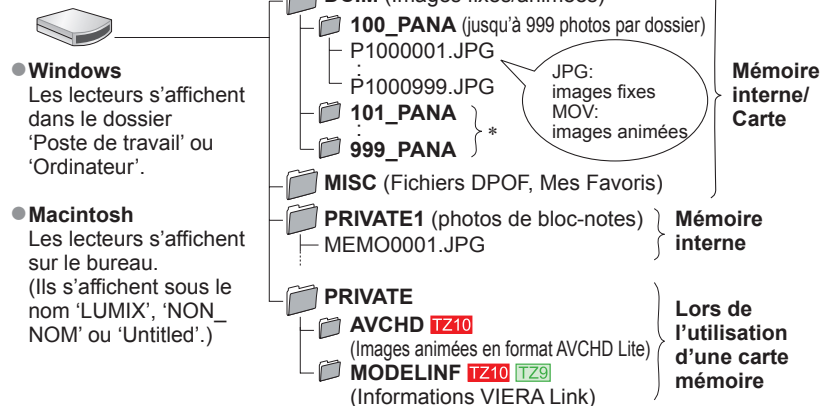 DCIM (images fixes/animées)
100_PANA (jusqu'à 999 photos par dossier)
P1000001.JPG
:
P1000999.JPG
JPG:
images fixes
MOV:
images animées
101_PANA
:
999_PANA
*
MISC (Fichiers DPOF, Mes Favoris)
Mémoire
interne/
Carte
PRIVATE1 (photos de bloc-notes)
MEMO0001.JPG
Mémoire
interne
PRIVATE
AVCHD TZ10
(Images animées en format AVCHD Lite)
MODELINF TZ10 TZ9
(Informations VIERA Link)
Lors de
l'utilisation
d'une carte
mémoire
●Windows
Les lecteurs s'affichent
dans le dossier
'Poste de travail' ou
'Ordinateur'.
●Macintosh
Les lecteurs s'affichent
sur le bureau.
(Ils s'affichent sous le
nom 'LUMIX', 'NON_
NOM' ou 'Untitled'.)